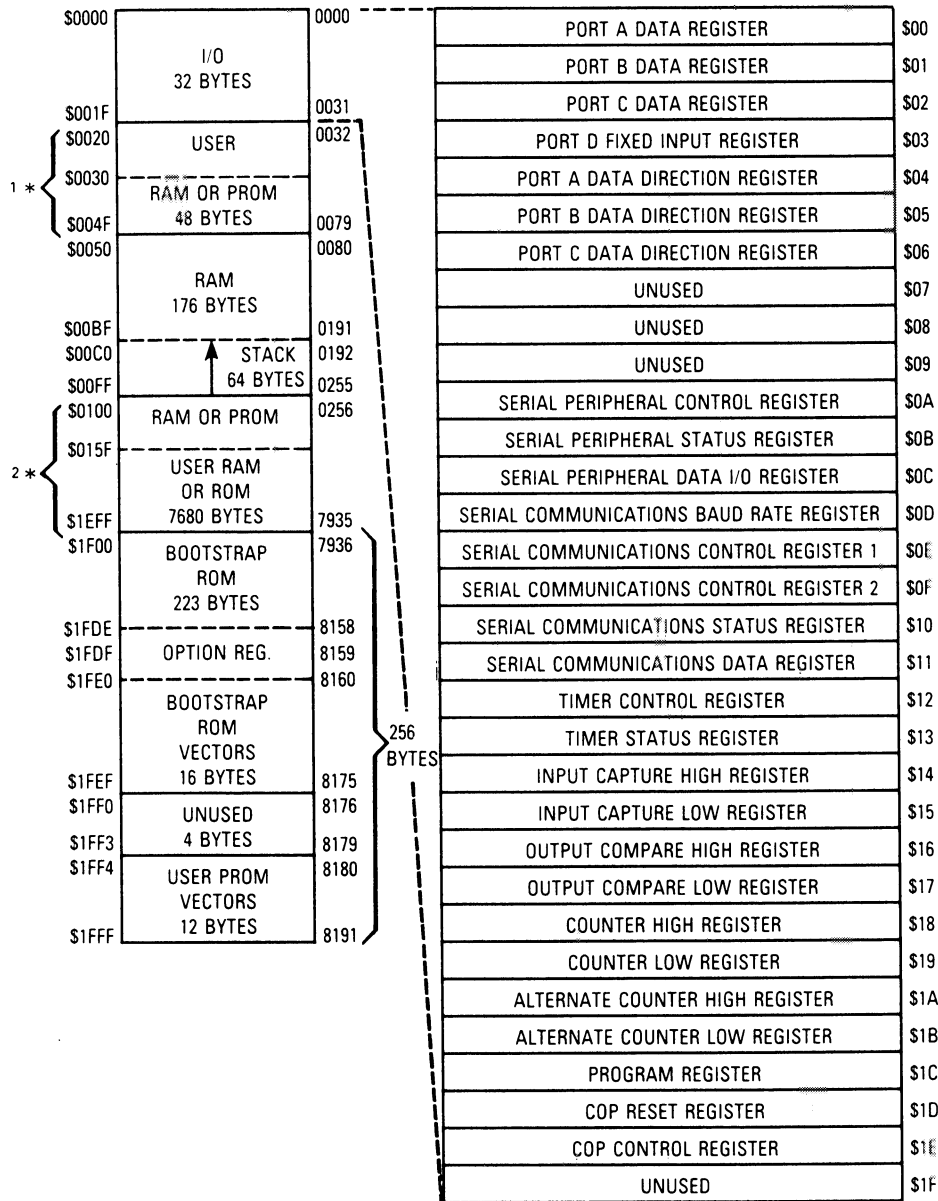 $0000
I/O
32 BYTES
$001F
0000
0031
$0020
USER
0032
1 *
$0030
RAM OR PROM
48 BYTES
$004F
0079
$0050
0080
RAM
176 BYTES
$00BF
0191
$00C0
STACK
0192
64 BYTES
$00FF
0255
$0100
RAM OR PROM
0256
2 *
$015F
USER RAM
OR ROM
7680 BYTES
$1EFF
7935
$1F00
BOOTSTRAP
ROM
223 BYTES
7936
$1FDE
8158
$1FDF
OPTION REG.
8159
$1FE0
8160
BOOTSTRAP
ROM
VECTORS
16 BYTES
$1FEF
8175
$1FF0
UNUSED
4 BYTES
8176
$1FF3
8179
$1FF4
USER PROM
VECTORS
12 BYTES
8180
$1FFF
8191
256
BYTES
PORT A DATA REGISTER $00
PORT B DATA REGISTER $01
PORT C DATA REGISTER $02
PORT D FIXED INPUT REGISTER $03
PORT A DATA DIRECTION REGISTER $04
PORT B DATA DIRECTION REGISTER $05
PORT C DATA DIRECTION REGISTER $06
UNUSED $07
UNUSED $08
UNUSED $09
SERIAL PERIPHERAL CONTROL REGISTER $0A
SERIAL PERIPHERAL STATUS REGISTER $0B
SERIAL PERIPHERAL DATA I/O REGISTER $0C
SERIAL COMMUNICATIONS BAUD RATE REGISTER $0D
SERIAL COMMUNICATIONS CONTROL REGISTER 1 $0E
SERIAL COMMUNICATIONS CONTROL REGISTER 2 $0F
SERIAL COMMUNICATIONS STATUS REGISTER $10
SERIAL COMMUNICATIONS DATA REGISTER $11
TIMER CONTROL REGISTER $12
TIMER STATUS REGISTER $13
INPUT CAPTURE HIGH REGISTER $14
INPUT CAPTURE LOW REGISTER $15
OUTPUT COMPARE HIGH REGISTER $16
OUTPUT COMPARE LOW REGISTER $17
COUNTER HIGH REGISTER $18
COUNTER LOW REGISTER $19
ALTERNATE COUNTER HIGH REGISTER $1A
ALTERNATE COUNTER LOW REGISTER $1B
PROGRAM REGISTER $1C
COP RESET REGISTER $1D
COP CONTROL REGISTER $1E
UNUSED $1F